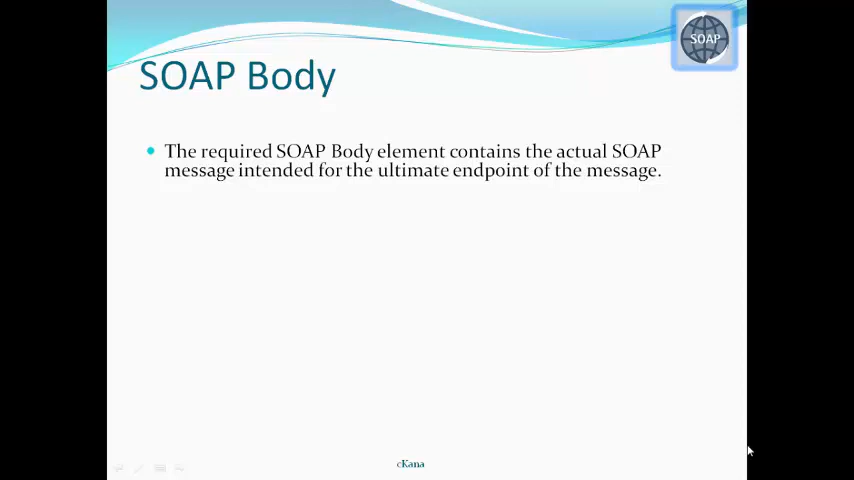 SOAP
SOAP Body
The required SOAP Body element contains the actual SOAP
message intended for the ultimate endpoint of the message.
cKana